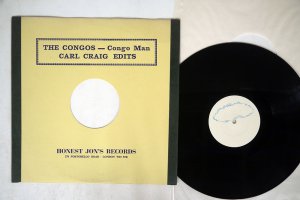 THE CONGOS — Congo Man
CARL CRAIG EDITS
HONEST JON'S RECORDS
278 PORTOBELLO ROAD · LONDON W10 5TE